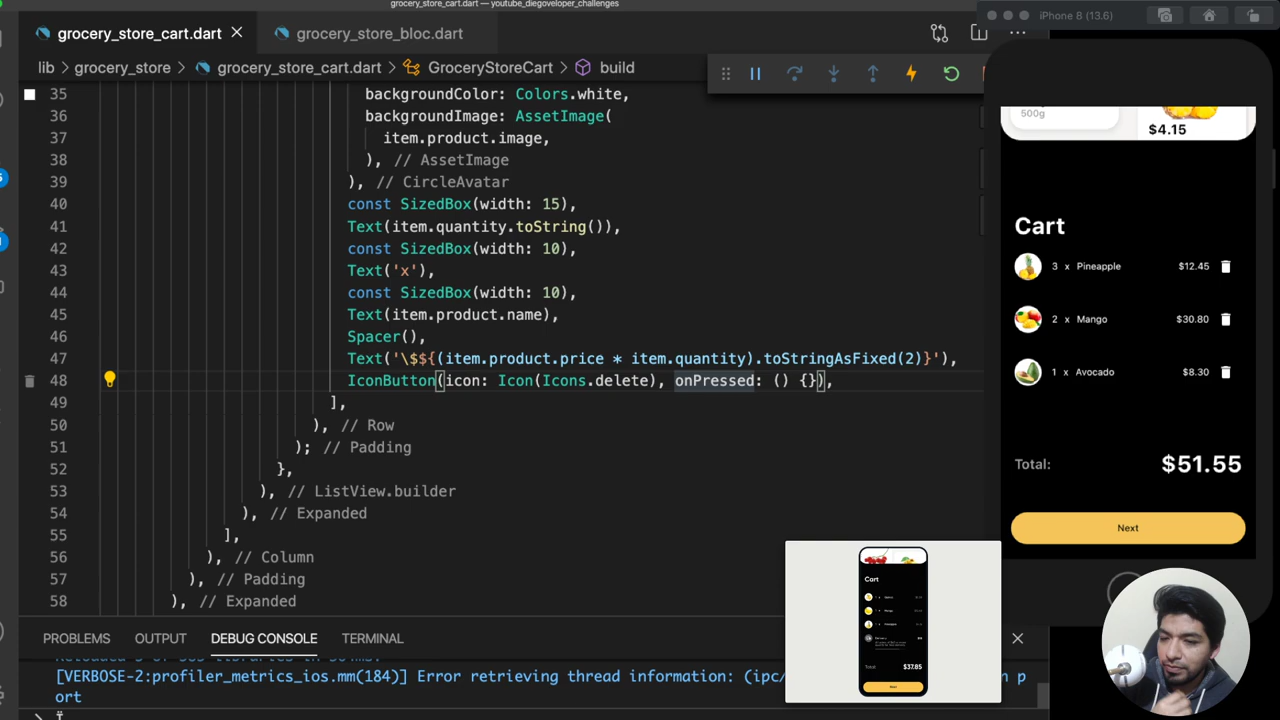 grocery_store_cart.dart — youtube_diegoveloper_challenges
grocery_store_cart.dart
grocery_store_bloc.dart
lib > grocery_store > grocery_store_cart.dart > GroceryStoreCart > build
35 backgroundColor: Colors.white,
36 backgroundImage: AssetImage(
37 item.product.image,
38 ), // AssetImage
39 ), // CircleAvatar
40 const SizedBox(width: 15),
41 Text(item.quantity.toString()),
42 const SizedBox(width: 10),
43 Text('x'),
44 const SizedBox(width: 10),
45 Text(item.product.name),
46 Spacer(),
47 Text('\$${(item.product.price * item.quantity).toStringAsFixed(2)}'),
48 IconButton(icon: Icon(Icons.delete), onPressed: () {}),
49 ],
50 ), // Row
51 ); // Padding
52 },
53 ), // ListView.builder
54 ), // Expanded
55 ],
56 ), // Column
57 ), // Padding
58 ), // Expanded
PROBLEMS OUTPUT DEBUG CONSOLE TERMINAL
[VERBOSE-2:profiler_metrics_ios.mm(184)] Error retrieving thread information: (ipc/
ort
iPhone 8 (13.6)
500g
$4.15
Cart
3 x Pineapple $12.45
2 x Mango $30.80
1 x Avocado $8.30
Total: $51.55
Next
Cart
Total: $37.85
Next